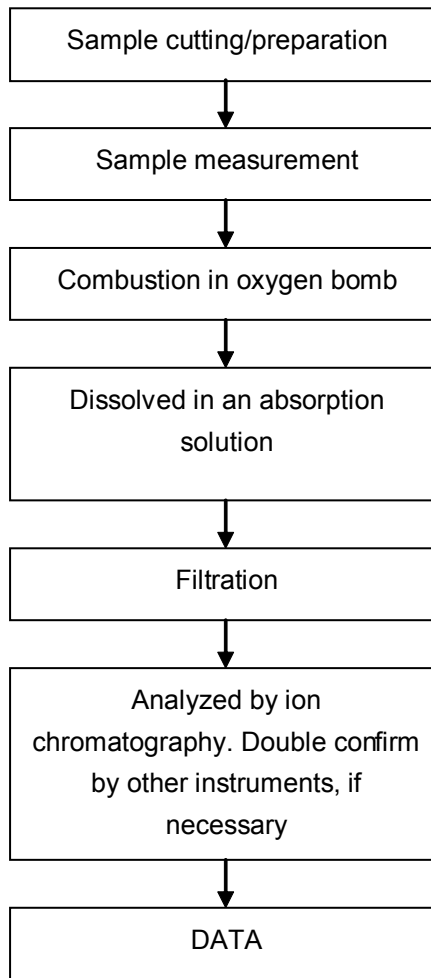 Sample cutting/preparation
Sample measurement
Combustion in oxygen bomb
Dissolved in an absorption
solution
Filtration
Analyzed by ion
chromatography. Double confirm
by other instruments, if
necessary
DATA